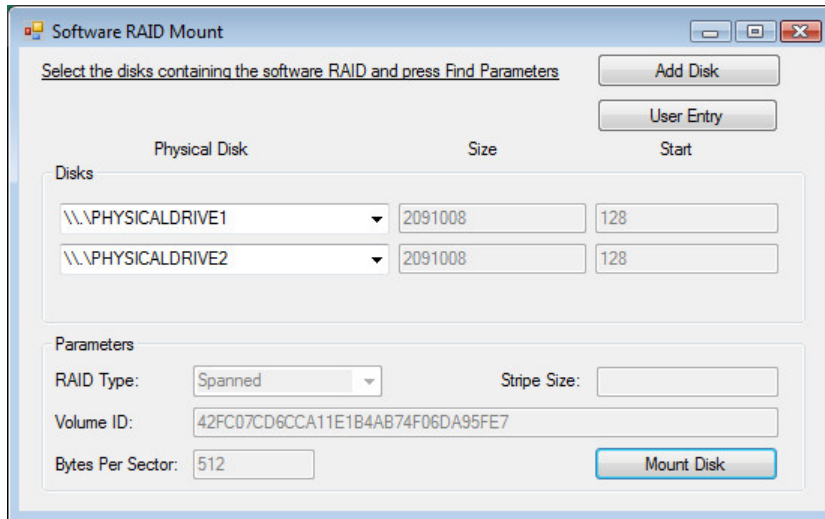 Software RAID Mount
Select the disks containing the software RAID and press Find Parameters
Add Disk
User Entry
Physical Disk Size Start
Disks
\\.\PHYSICALDRIVE1 2091008 128
\\.\PHYSICALDRIVE2 2091008 128
Parameters
RAID Type: Spanned Stripe Size:
Volume ID: 42FC07CD6CCA11E1B4AB74F06DA95FE7
Bytes Per Sector: 512 Mount Disk